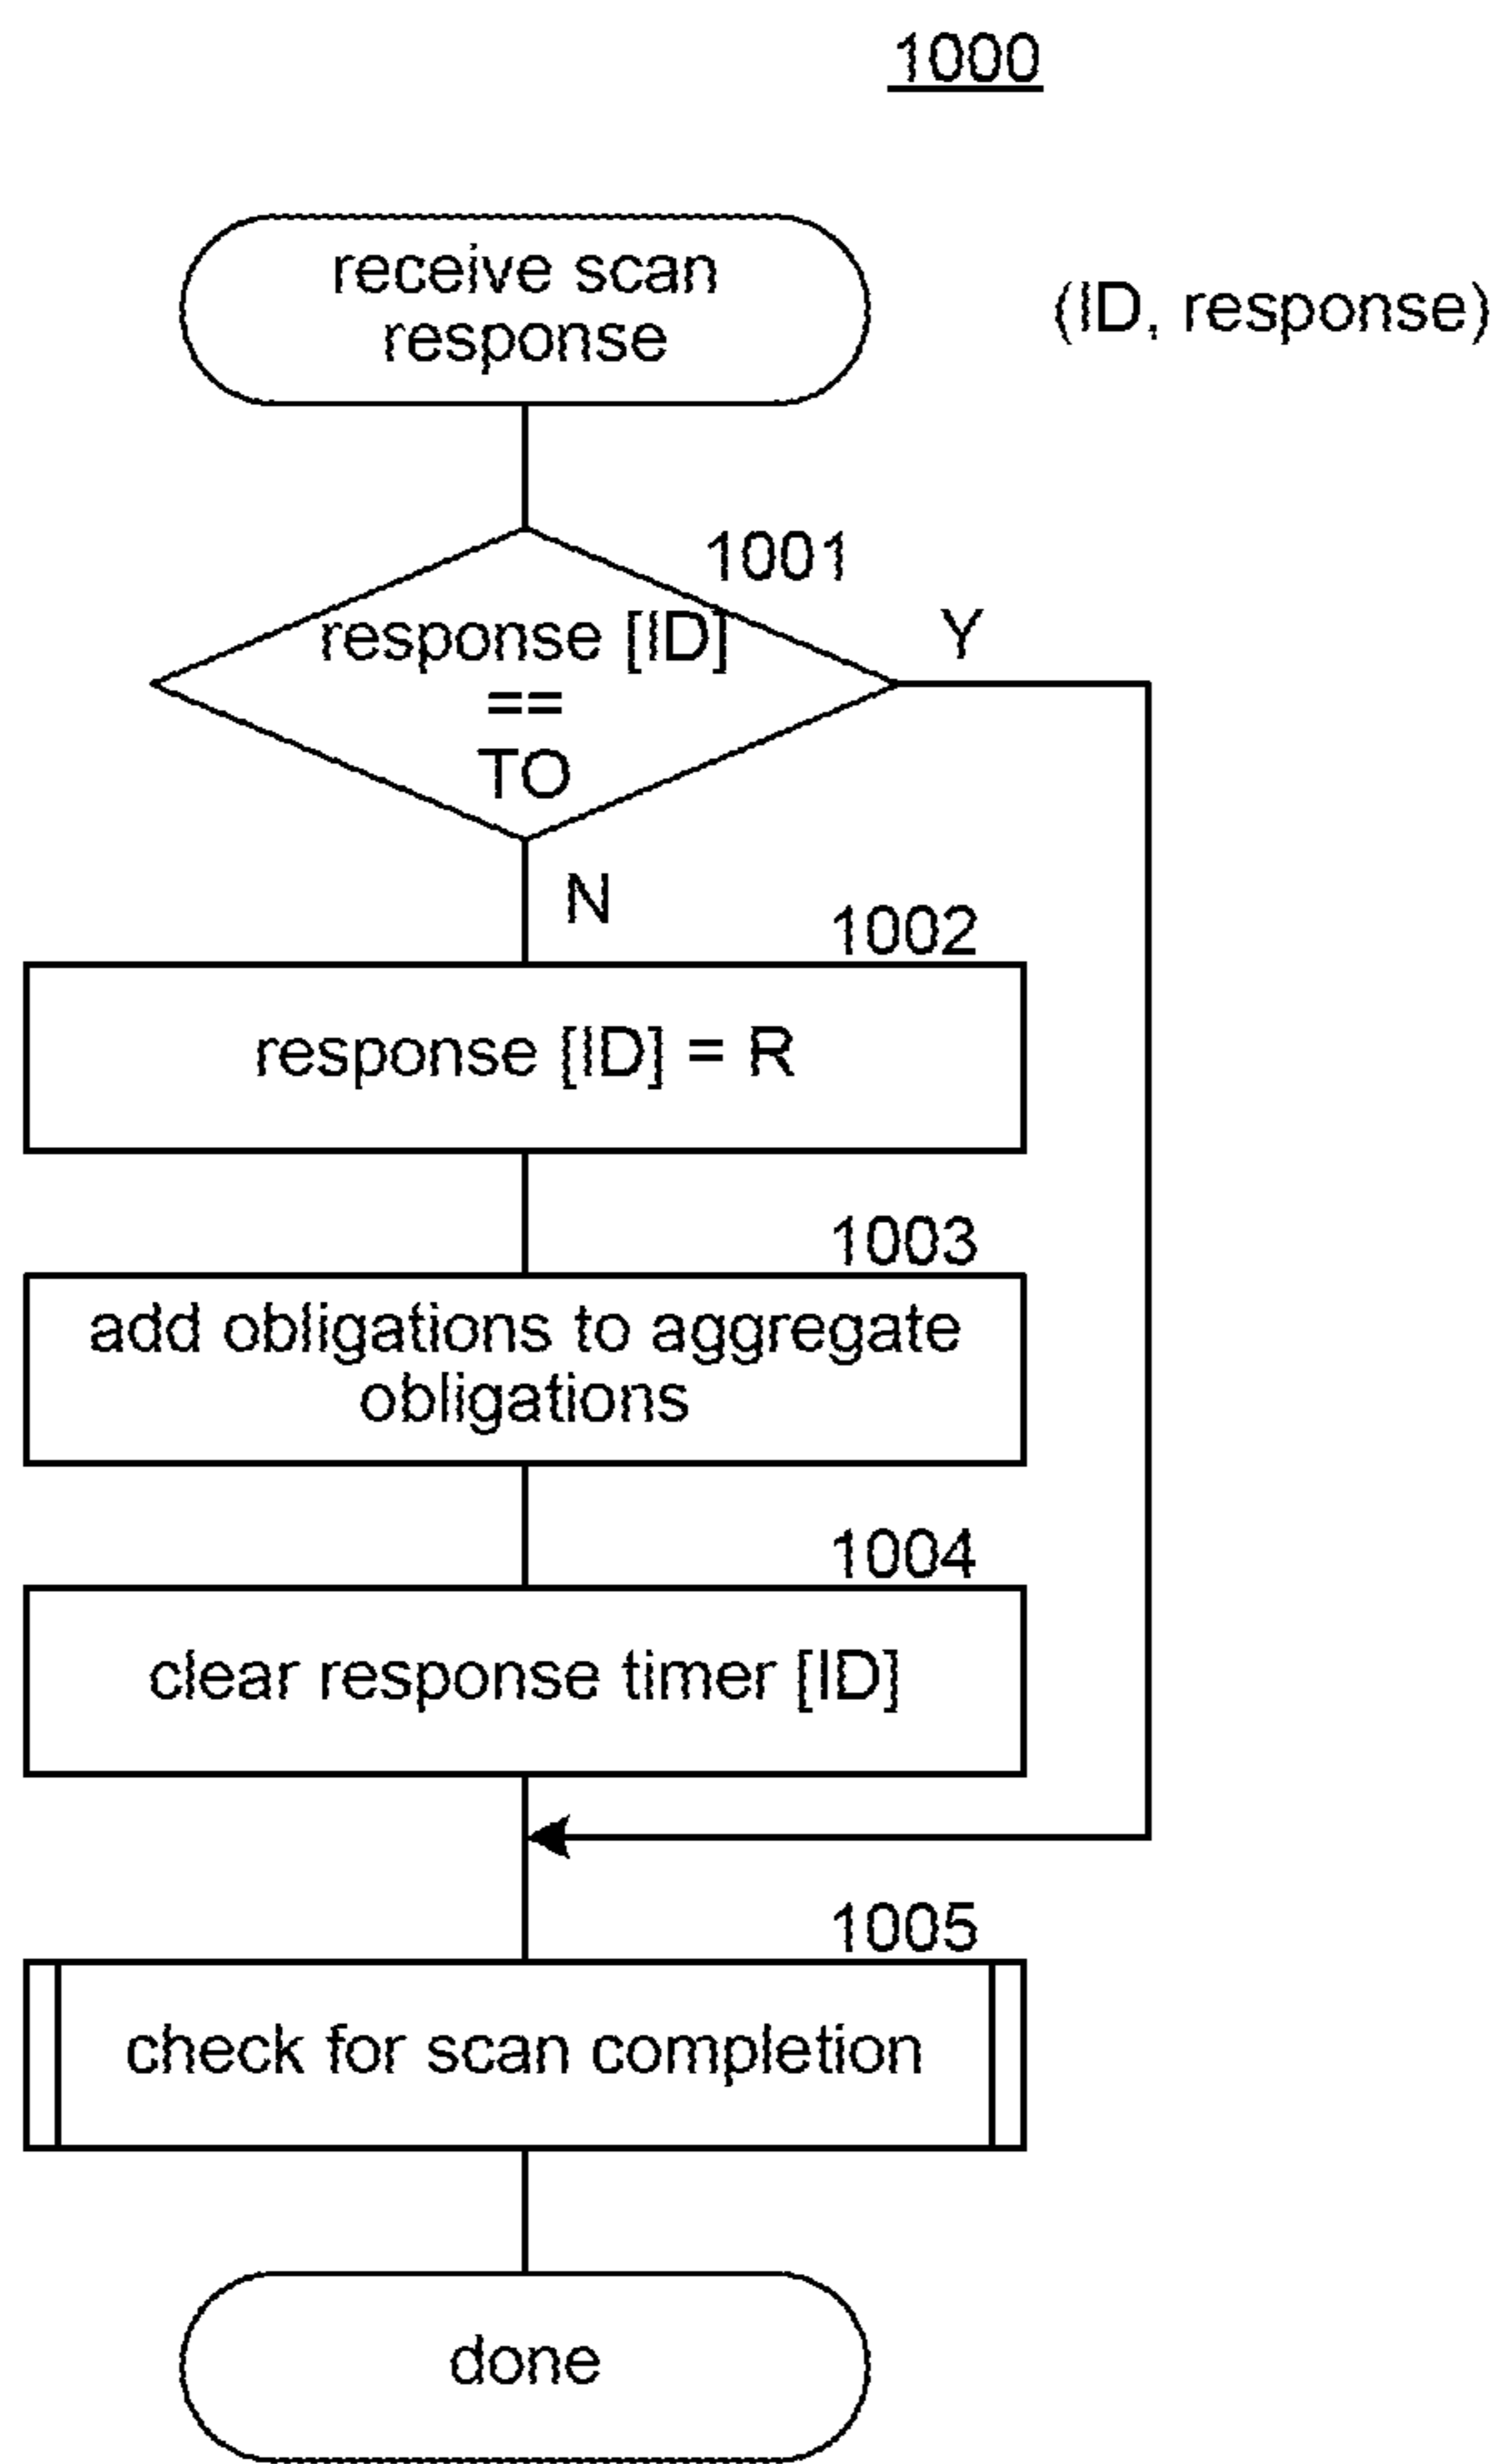 1000
receive scan
response
(ID, response)
1001
response [ID]
==
TO
Y
N
1002
response [ID] = R
1003
add obligations to aggregate
obligations
1004
clear response timer [ID]
1005
check for scan completion
done